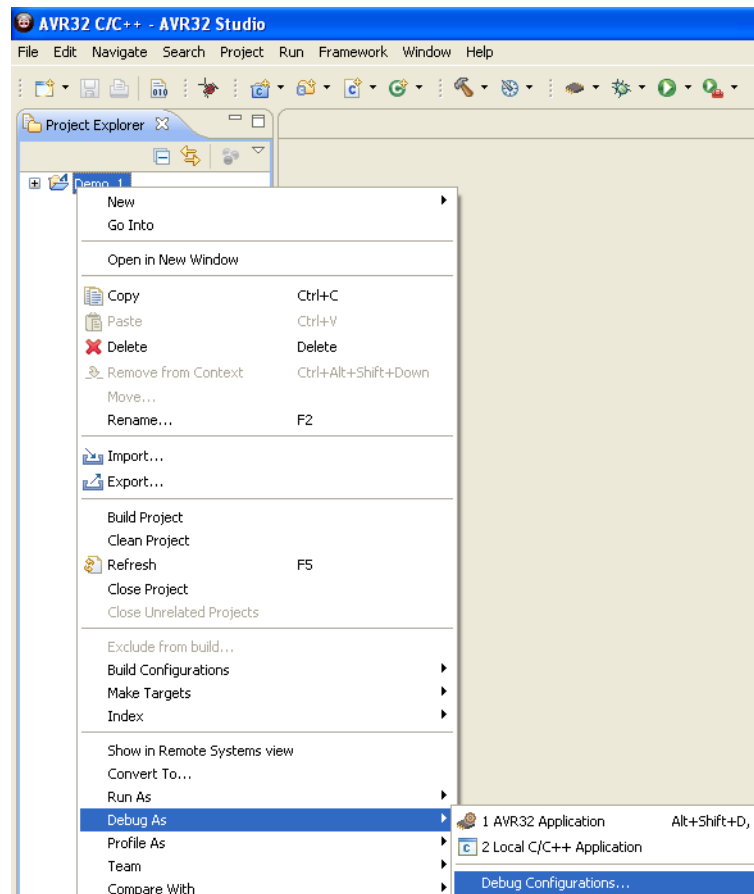 AVR32 C/C++ - AVR32 Studio
File Edit Navigate Search Project Run Framework Window Help
Project Explorer
Demo_1
New
Go Into
Open in New Window
Copy Ctrl+C
Paste Ctrl+V
Delete Delete
Remove from Context Ctrl+Alt+Shift+Down
Move...
Rename... F2
Import...
Export...
Build Project
Clean Project
Refresh F5
Close Project
Close Unrelated Projects
Exclude from build...
Build Configurations
Make Targets
Index
Show in Remote Systems view
Convert To...
Run As
Debug As 1 AVR32 Application Alt+Shift+D,
Profile As 2 Local C/C++ Application
Team
Compare With Debug Configurations...